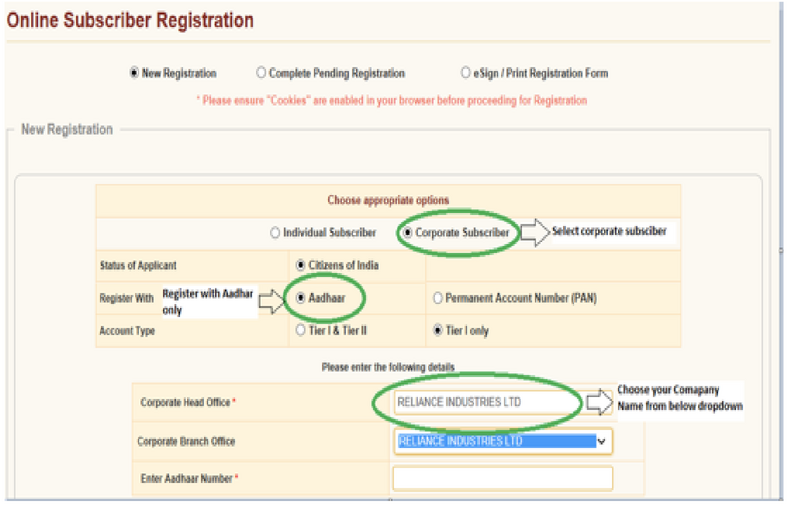 Online Subscriber Registration
New Registration Complete Pending Registration eSign / Print Registration Form
* Please ensure "Cookies" are enabled in your browser before proceeding for Registration
New Registration
Choose appropriate options
Individual Subscriber Corporate Subscriber Select corporate subsciber
Status of Applicant Citizens of India
Register With Register with Aadhar only Aadhaar Permanent Account Number (PAN)
Account Type Tier I & Tier II Tier I only
Please enter the following details
Corporate Head Office * RELIANCE INDUSTRIES LTD Choose your Comapany
Name from below dropdown
Corporate Branch Office RELIANCE INDUSTRIES LTD
Enter Aadhaar Number *